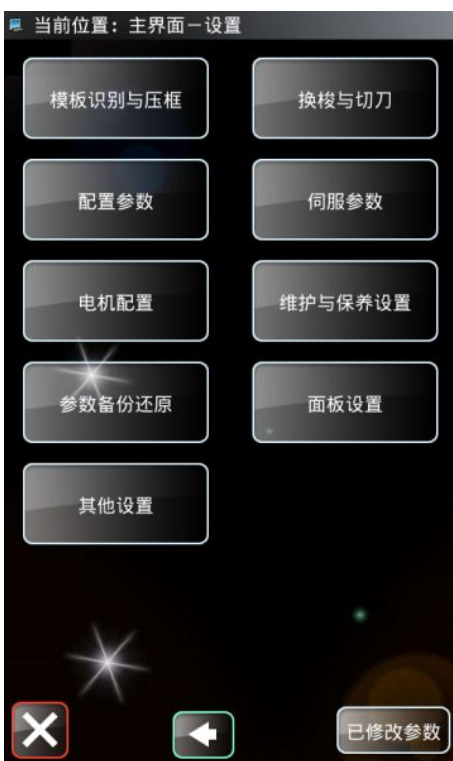 当前位置：主界面－设置
模板识别与压框
换梭与切刀
配置参数
伺服参数
电机配置
维护与保养设置
参数备份还原
面板设置
其他设置
已修改参数